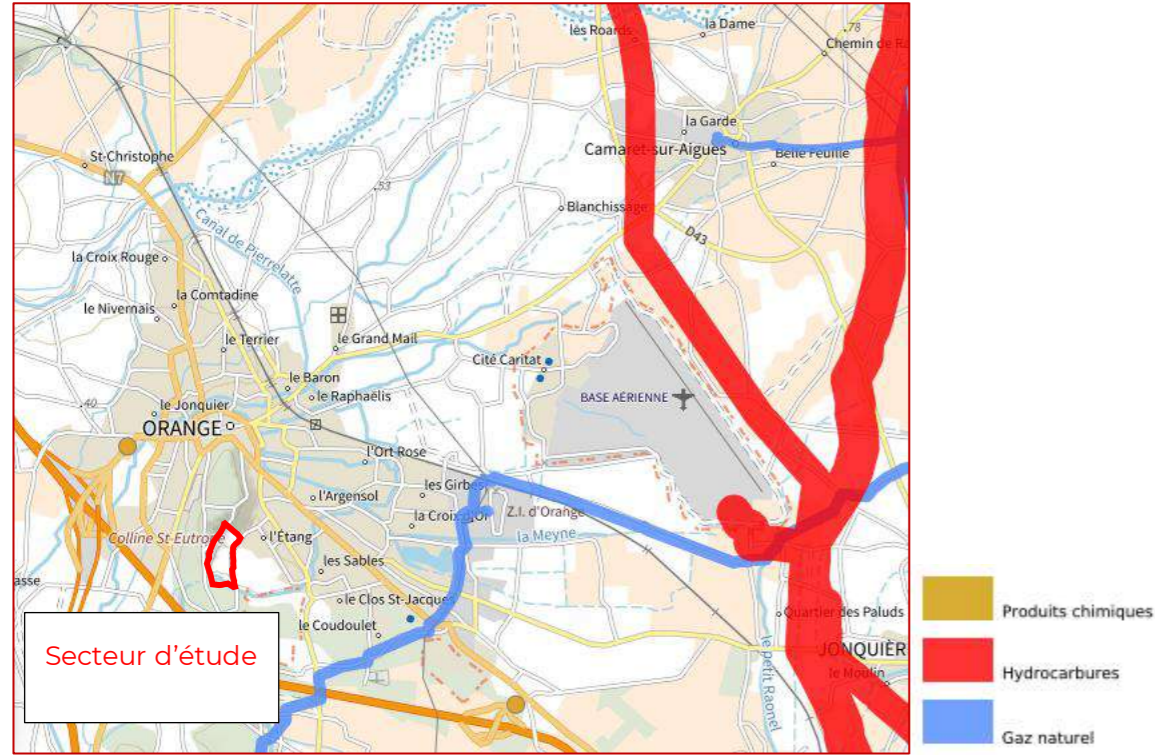 la Dame
les Roards
.78
Chemin de Ra
la Garde
St-Christophe
Camaret-sur-Aigues
Belle Feuille
N7
.53
Blanchissage
D43
Canal de Pierrelatte
la Croix Rouge
la Comtadine
le Nivernais
le Grand Mail
le Terrier
Cité Caritat
le Baron
BASE AÉRIENNE
le Raphaëlis
.40
le Jonquier
ORANGE
l'Ort Rose
les Girbes
l'Argensol
Z.I. d'Orange
la Croix d'Or
Colline St-Eutrope
l'Étang
la Meyne
les Sables
asse
le Clos St-Jacques
Quartier des Paluds
Secteur d'étude
le Coudoulet
le petit Raonel
JONQUIÈR
le Moulin
Produits chimiques
Hydrocarbures
Gaz naturel